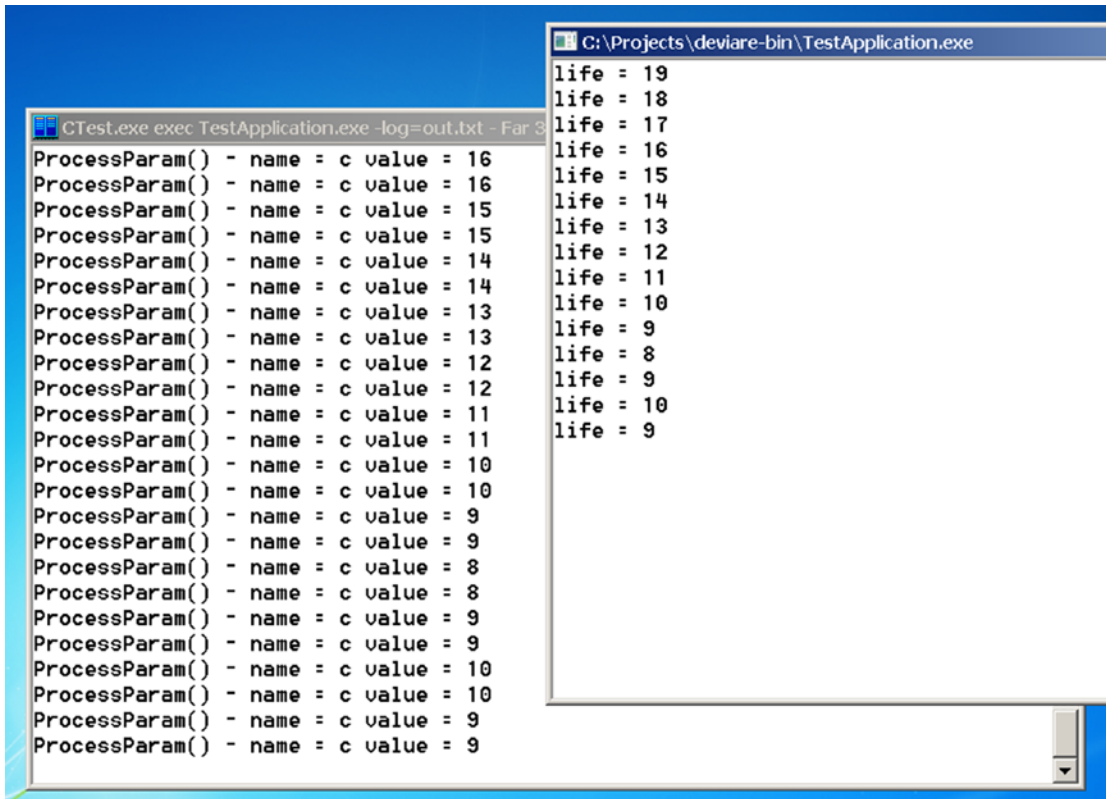 CTest.exe exec TestApplication.exe -log=out.txt - Far 3
ProcessParam() - name = c value = 16
ProcessParam() - name = c value = 16
ProcessParam() - name = c value = 15
ProcessParam() - name = c value = 15
ProcessParam() - name = c value = 14
ProcessParam() - name = c value = 14
ProcessParam() - name = c value = 13
ProcessParam() - name = c value = 13
ProcessParam() - name = c value = 12
ProcessParam() - name = c value = 12
ProcessParam() - name = c value = 11
ProcessParam() - name = c value = 11
ProcessParam() - name = c value = 10
ProcessParam() - name = c value = 10
ProcessParam() - name = c value = 9
ProcessParam() - name = c value = 9
ProcessParam() - name = c value = 8
ProcessParam() - name = c value = 8
ProcessParam() - name = c value = 9
ProcessParam() - name = c value = 9
ProcessParam() - name = c value = 10
ProcessParam() - name = c value = 10
ProcessParam() - name = c value = 9
ProcessParam() - name = c value = 9
C:\Projects\deviare-bin\TestApplication.exe
life = 19
life = 18
life = 17
life = 16
life = 15
life = 14
life = 13
life = 12
life = 11
life = 10
life = 9
life = 8
life = 9
life = 10
life = 9